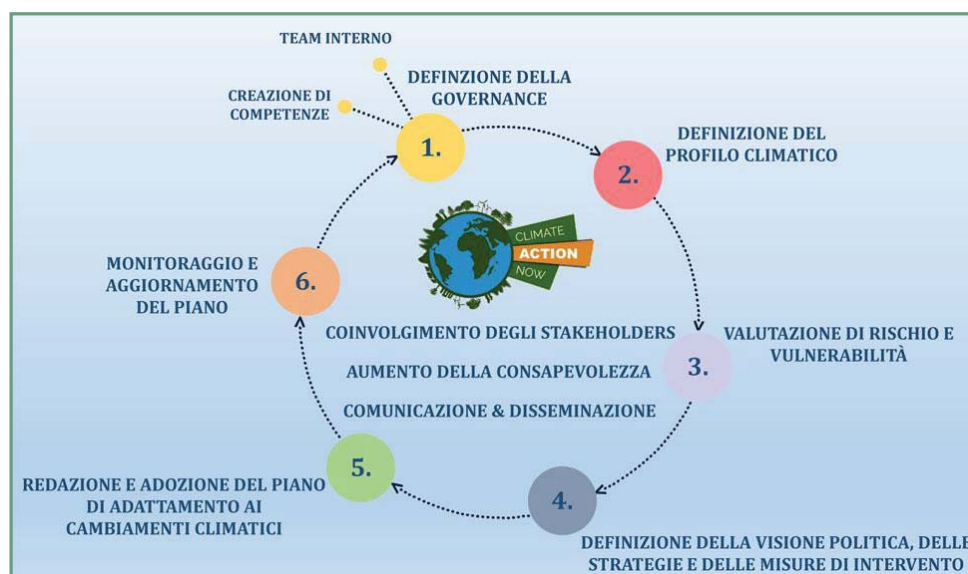 TEAM INTERNO
CREAZIONE DI
COMPETENZE
DEFINZIONE DELLA
GOVERNANCE
1.
DEFINIZIONE DEL
PROFILO CLIMATICO
2.
CLIMATE
ACTION
NOW
MONITORAGGIO E
AGGIORNAMENTO
DEL PIANO
6.
COINVOLGIMENTO DEGLI STAKEHOLDERS
AUMENTO DELLA CONSAPEVOLEZZA
COMUNICAZIONE & DISSEMINAZIONE
VALUTAZIONE DI RISCHIO E
VULNERABILITÀ
3.
5.
REDAZIONE E ADOZIONE DEL PIANO
DI ADATTAMENTO AI
CAMBIAMENTI CLIMATICI
4.
DEFINIZIONE DELLA VISIONE POLITICA, DELLE
STRATEGIE E DELLE MISURE DI INTERVENTO